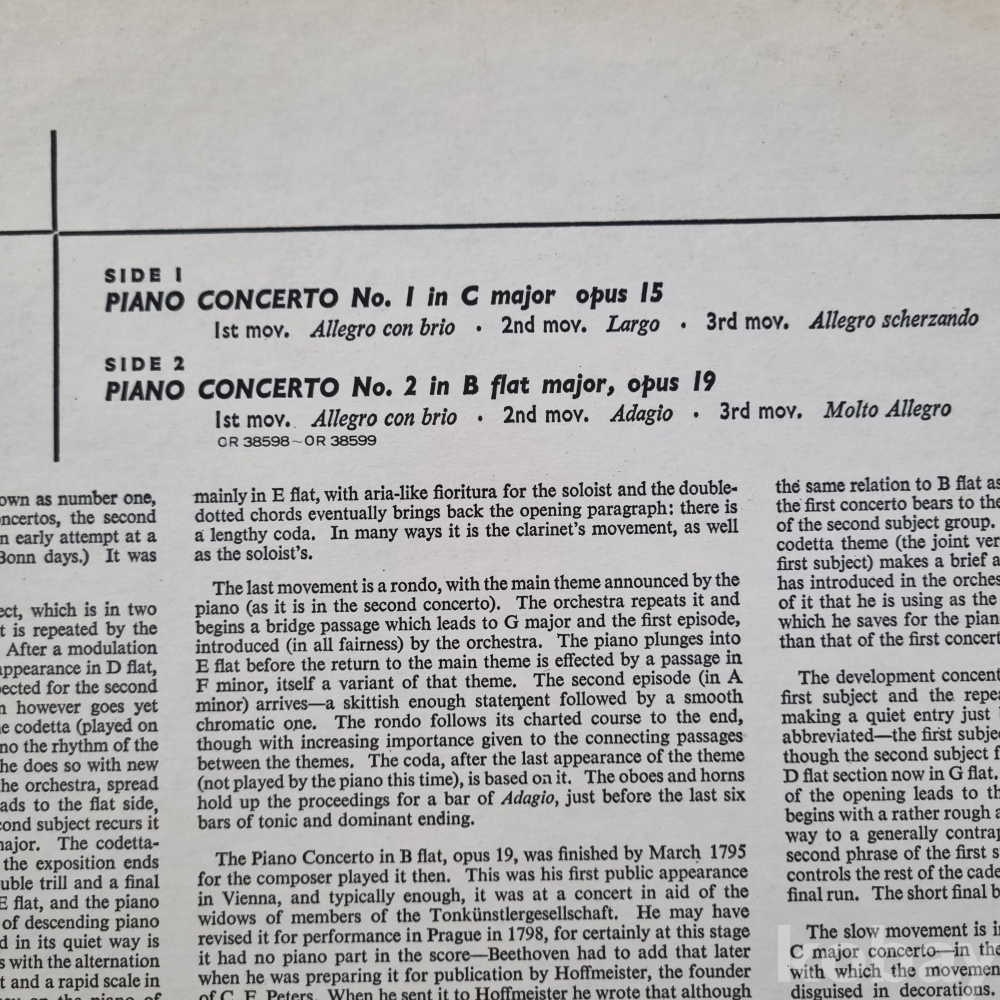 SIDE 1
PIANO CONCERTO No. 1 in C major opus 15
1st mov. Allegro con brio · 2nd mov. Largo · 3rd mov. Allegro scherzando
SIDE 2
PIANO CONCERTO No. 2 in B flat major, opus 19
1st mov. Allegro con brio · 2nd mov. Adagio · 3rd mov. Molto Allegro
OR 38598-OR 38599
own as number one,
ncertos, the second
n early attempt at a
Bonn days.) It was
ect, which is in two
t is repeated by the
After a modulation
appearance in D flat,
pected for the second
n however goes yet
e codetta (played on
no the rhythm of the
he does so with new
he orchestra, spread
ads to the flat side,
cond subject recurs it
major. The codetta-
the exposition ends
uble trill and a final
E flat, and the piano
of descending piano
d in its quiet way is
s with the alternation
t and a rapid scale in
on the piano of
mainly in E flat, with aria-like fioritura for the soloist and the double-
dotted chords eventually brings back the opening paragraph: there is
a lengthy coda. In many ways it is the clarinet's movement, as well
as the soloist's.
The last movement is a rondo, with the main theme announced by the
piano (as it is in the second concerto). The orchestra repeats it and
begins a bridge passage which leads to G major and the first episode,
introduced (in all fairness) by the orchestra. The piano plunges into
E flat before the return to the main theme is effected by a passage in
F minor, itself a variant of that theme. The second episode (in A
minor) arrives—a skittish enough statement followed by a smooth
chromatic one. The rondo follows its charted course to the end,
though with increasing importance given to the connecting passages
between the themes. The coda, after the last appearance of the theme
(not played by the piano this time), is based on it. The oboes and horns
hold up the proceedings for a bar of Adagio, just before the last six
bars of tonic and dominant ending.
The Piano Concerto in B flat, opus 19, was finished by March 1795
for the composer played it then. This was his first public appearance
in Vienna, and typically enough, it was at a concert in aid of the
widows of members of the Tonkünstlergesellschaft. He may have
revised it for performance in Prague in 1798, for certainly at this stage
it had no piano part in the score—Beethoven had to add that later
when he was preparing it for publication by Hoffmeister, the founder
of C. F. Peters. When he sent it to Hoffmeister he wrote that although
the same relation to B flat as
the first concerto bears to the
of the second subject group.
codetta theme (the joint ver
first subject) makes a brief a
has introduced in the orches
of it that he is using as the
which he saves for the pian
than that of the first concert
The development concent
first subject and the repe
making a quiet entry just
abbreviated—the first subje
though the second subject f
D flat section now in G flat.
of the opening leads to th
begins with a rather rough a
way to a generally contrap
second phrase of the first s
controls the rest of the cade
final run. The short final b
The slow movement is i
C major concerto—in the
with which the movemen
disguised in decorations.